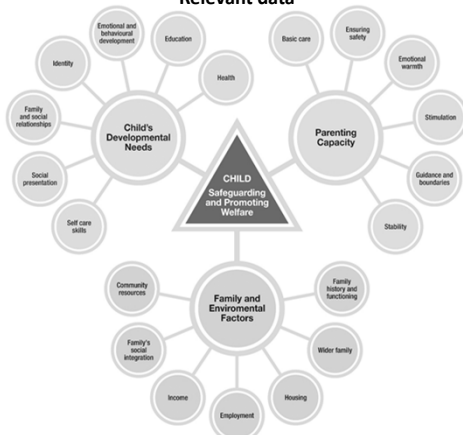 Relevant data
Emotional and
behavioural
development
Education
Identity
Health
Family
and social
relationships
Social
presentation
Self care
skills
Child's
Developmental
Needs
Basic care
Ensuring
safety
Emotional
warmth
Stimulation
Guidance and
boundaries
Stability
Parenting
Capacity
CHILD
Safeguarding
and Promoting
Welfare
Family and
Enviromental
Factors
Community
resources
Family's
social
integration
Income
Employment
Housing
Wider family
Family
history and
functioning